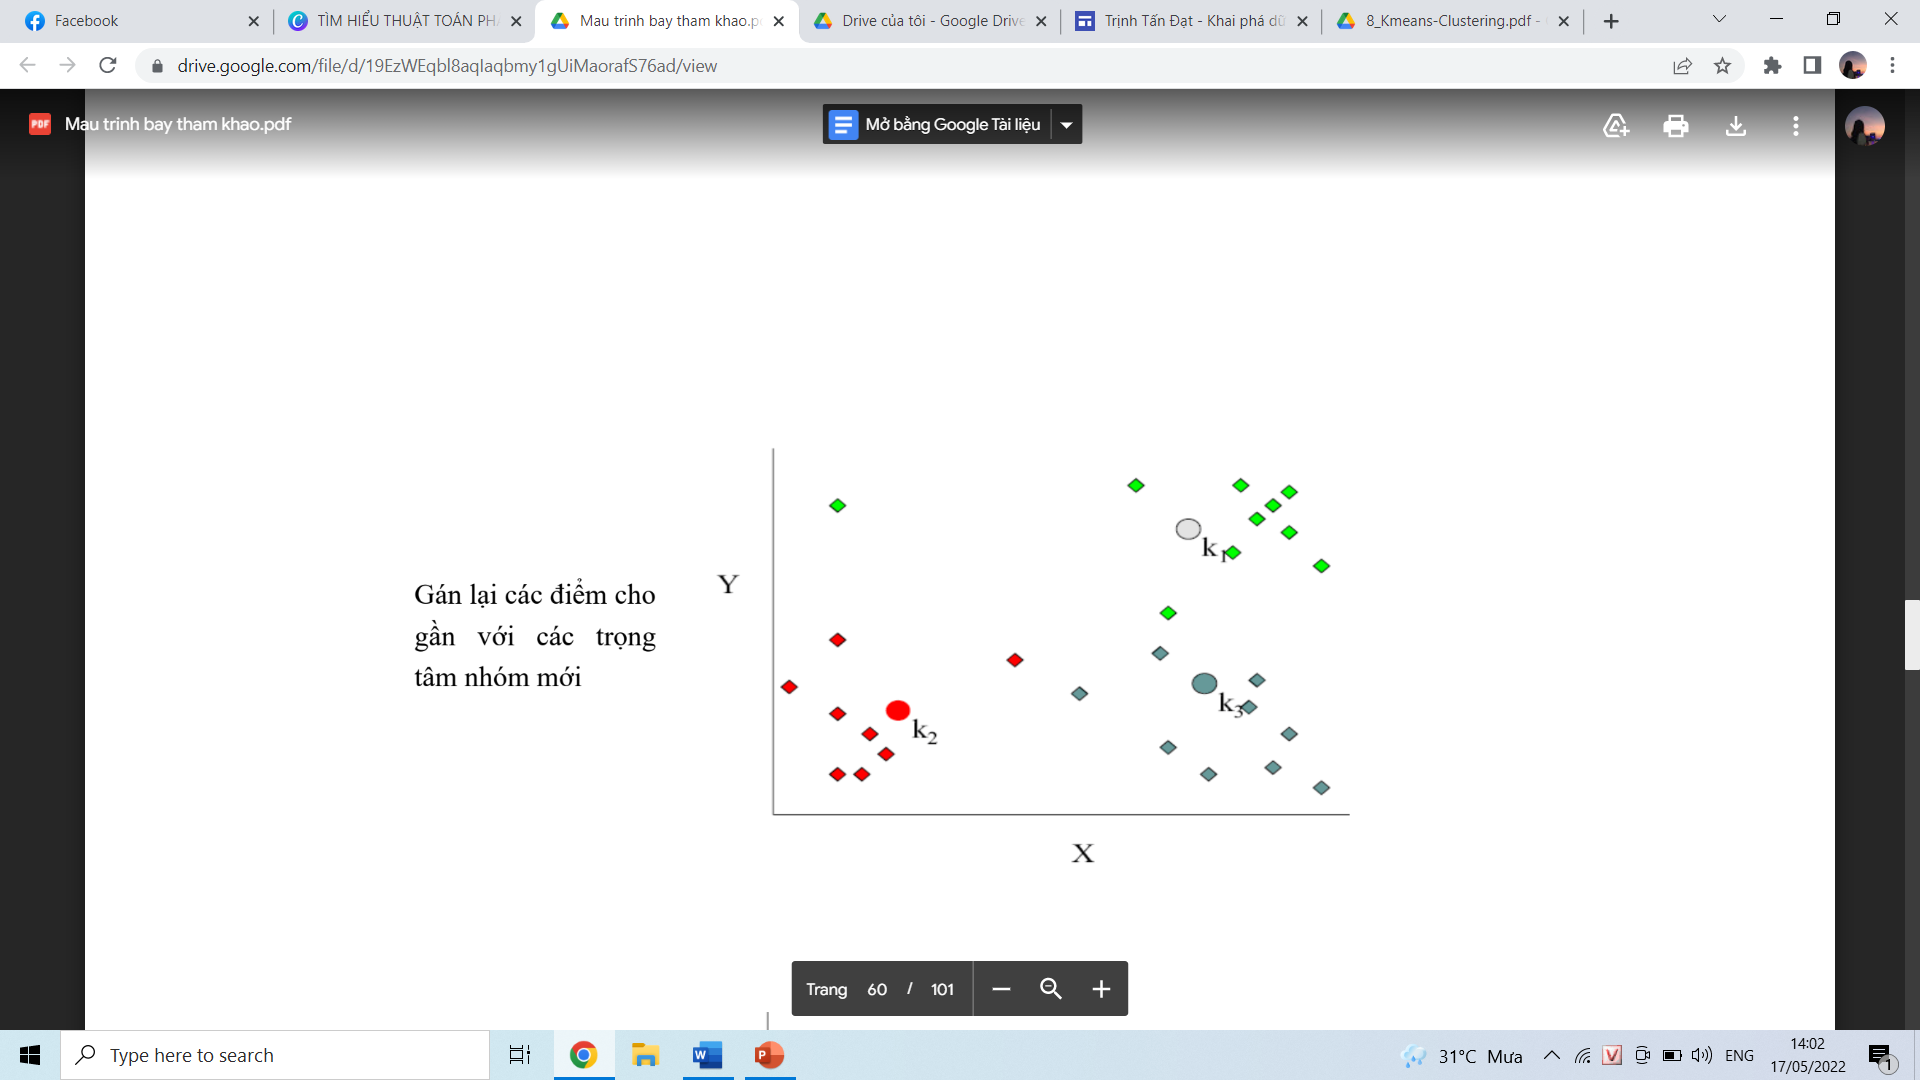 Facebook
TÌM HIỂU THUẬT TOÁN PH
Mau trinh bay tham khao.p
Drive của tôi - Google Drive
Trịnh Tấn Đạt - Khai phá dữ
8_Kmeans-Clustering.pdf -
drive.google.com/file/d/19EzWEqbl8aqIaqbmy1gUiMaorafS76ad/view
PDF
Mau trinh bay tham khao.pdf
Mở bằng Google Tài liệu
Gán lại các điểm cho
gần với các trọng
tâm nhóm mới
Y
k1
k2
k3
X
Trang 60 / 101
Type here to search
31°C Mưa
ENG
14:02
17/05/2022
1